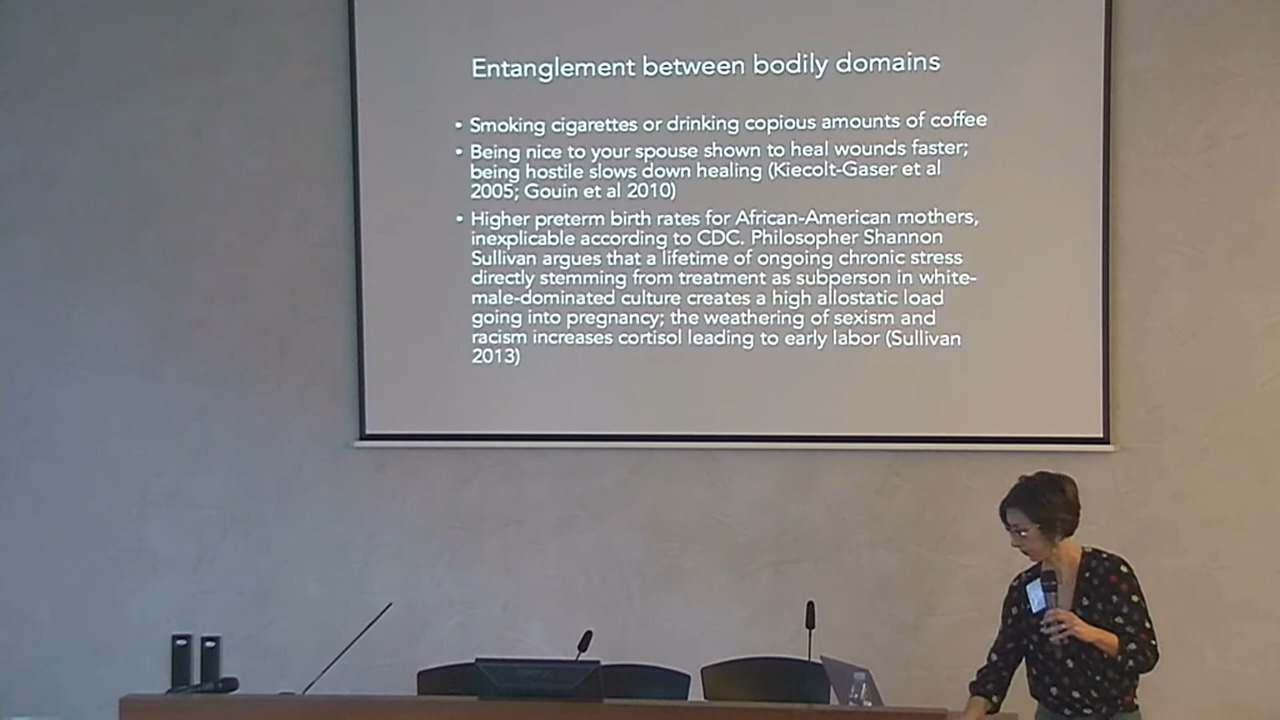 Entanglement between bodily domains
• Smoking cigarettes or drinking copious amounts of coffee
• Being nice to your spouse shown to heal wounds faster;
being hostile slows down healing (Kiecolt-Gaser et al
2005; Gouin et al 2010)
• Higher preterm birth rates for African-American mothers,
inexplicable according to CDC. Philosopher Shannon
Sullivan argues that a lifetime of ongoing chronic stress
directly stemming from treatment as subperson in white-
male-dominated culture creates a high allostatic load
going into pregnancy; the weathering of sexism and
racism increases cortisol leading to early labor (Sullivan
2013)